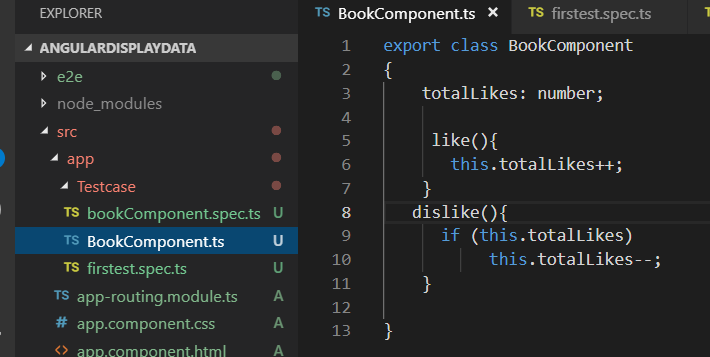 EXPLORER
ANGULARDISPLAYDATA
e2e
node_modules
src
app
Testcase
TS bookComponent.spec.ts U
TS BookComponent.ts U
TS firstest.spec.ts U
TS app-routing.module.ts A
# app.component.css A
<> app.component.html A
TS BookComponent.ts × TS firstest.spec.ts
1 export class BookComponent
2 {
3 totalLikes: number;
4
5 like(){
6 this.totalLikes++;
7 }
8 dislike(){
9 if (this.totalLikes)
10 this.totalLikes--;
11 }
12
13 }